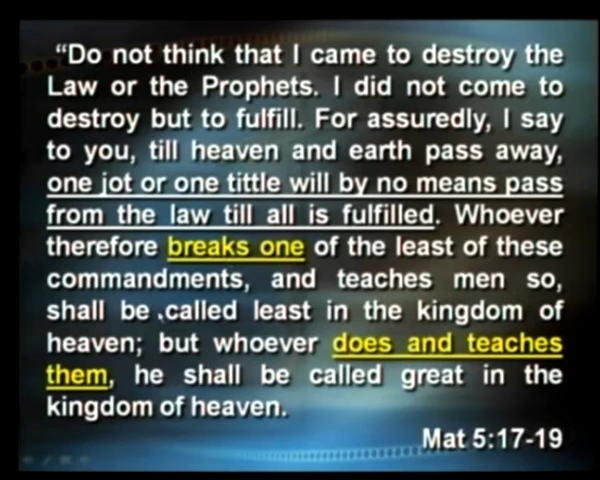 “Do not think that I came to destroy the
Law or the Prophets. I did not come to
destroy but to fulfill. For assuredly, I say
to you, till heaven and earth pass away,
one jot or one tittle will by no means pass
from the law till all is fulfilled. Whoever
therefore breaks one of the least of these
commandments, and teaches men so,
shall be called least in the kingdom of
heaven; but whoever does and teaches
them, he shall be called great in the
kingdom of heaven.
Mat 5:17-19